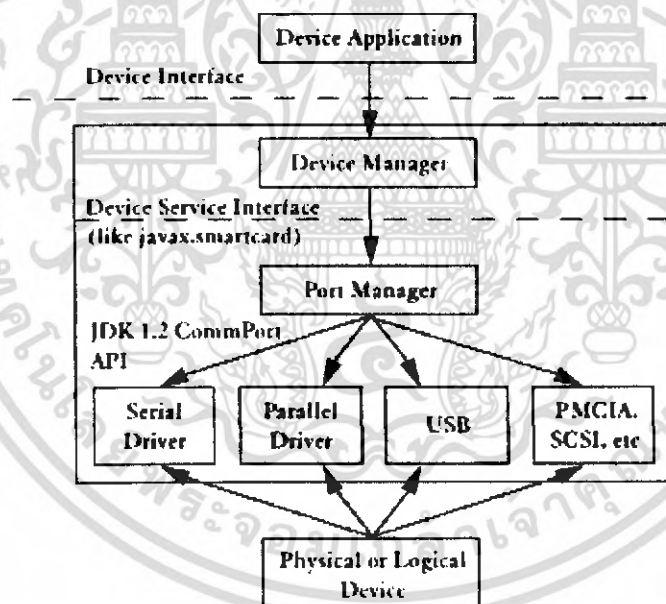 Device Application
Device Interface
Device Manager
Device Service Interface
(like javax.smartcard)
Port Manager
JDK 1.2 CommPort
API
Serial
Driver
Parallel
Driver
USB
PMCIA,
SCSI, etc
Physical or Logical
Device